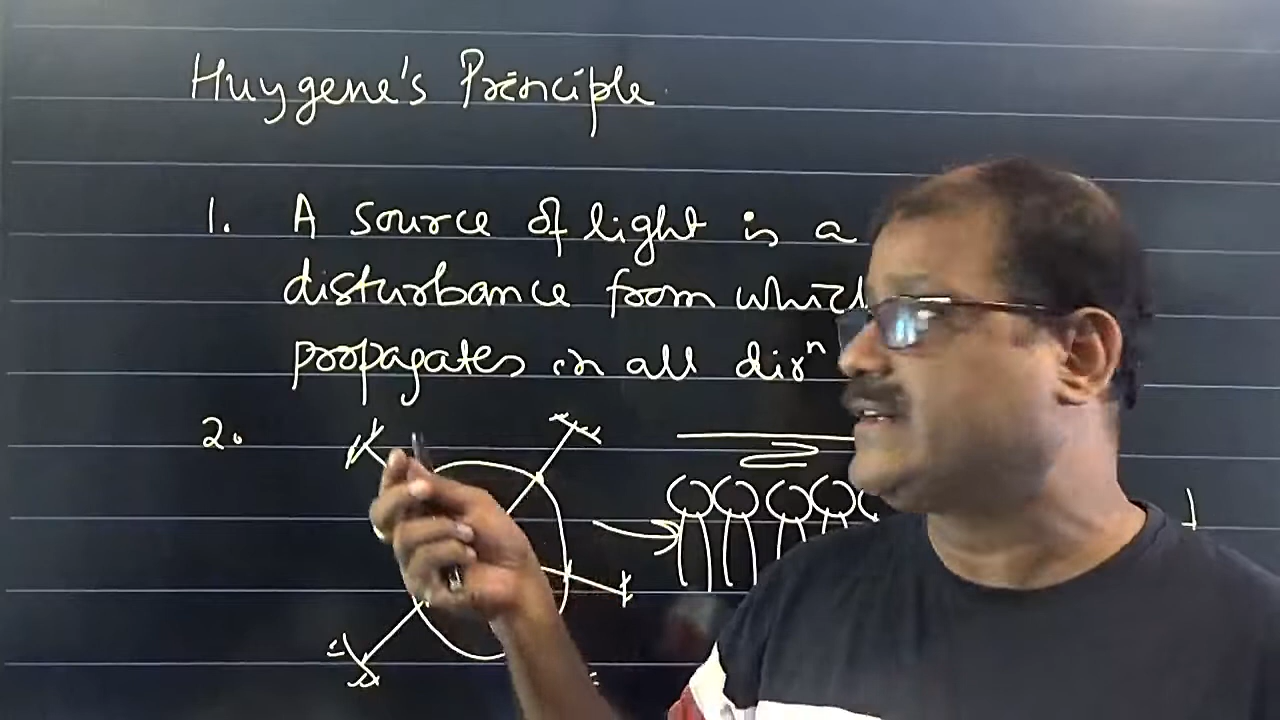 Huygene's Principle
1. A source of light is a
disturbance from which
propagates in all dirⁿ
2.